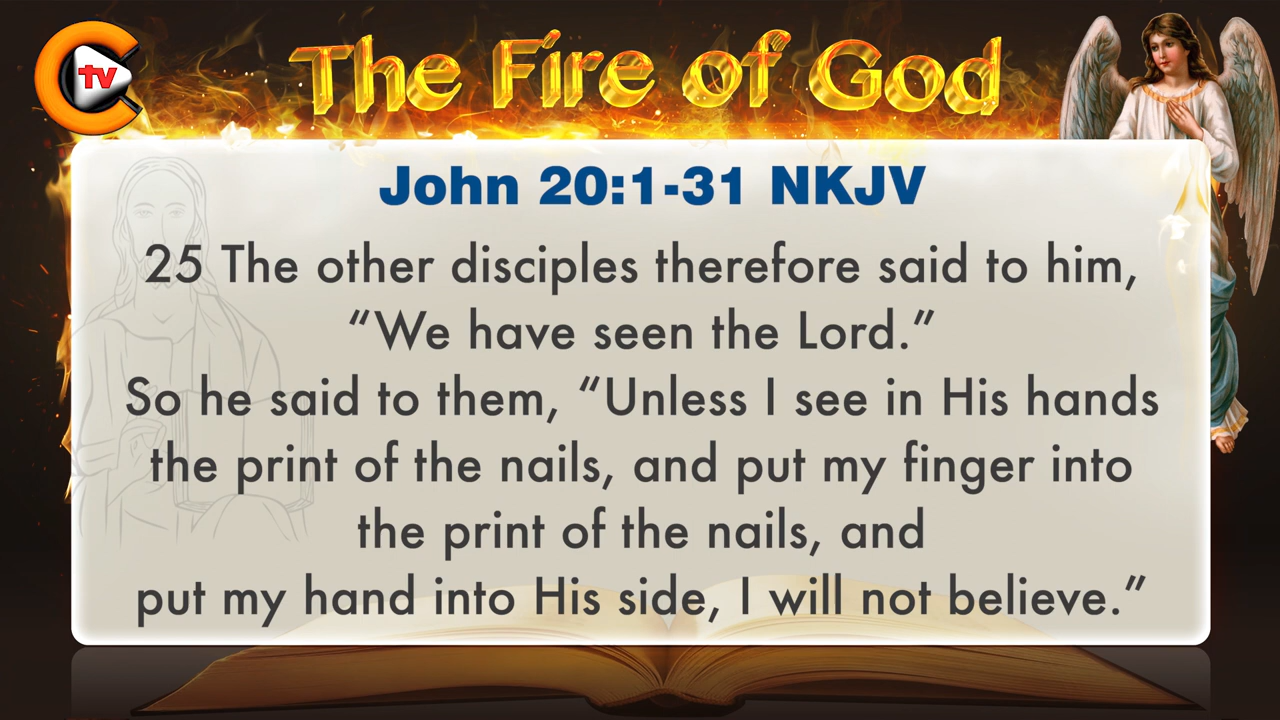 tv
The Fire of God
John 20:1-31 NKJV
25 The other disciples therefore said to him,
“We have seen the Lord.”
So he said to them, “Unless I see in His hands
the print of the nails, and put my finger into
the print of the nails, and
put my hand into His side, I will not believe.”